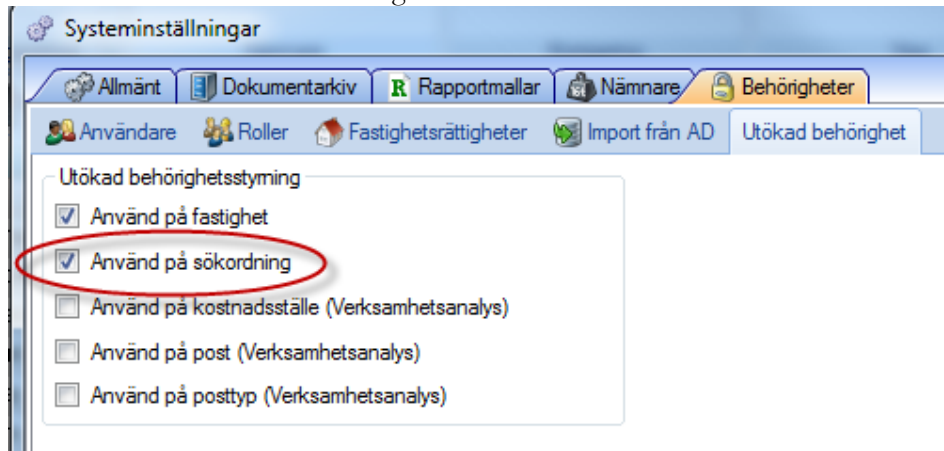 Systeminställningar
Allmänt Dokumentarkiv R Rapportmallar Nämnare Behörigheter
Användare Roller Fastighetsrättigheter Import från AD Utökad behörighet
Utökad behörighetsstyrning
Använd på fastighet
Använd på sökordning
Använd på kostnadsställe (Verksamhetsanalys)
Använd på post (Verksamhetsanalys)
Använd på posttyp (Verksamhetsanalys)